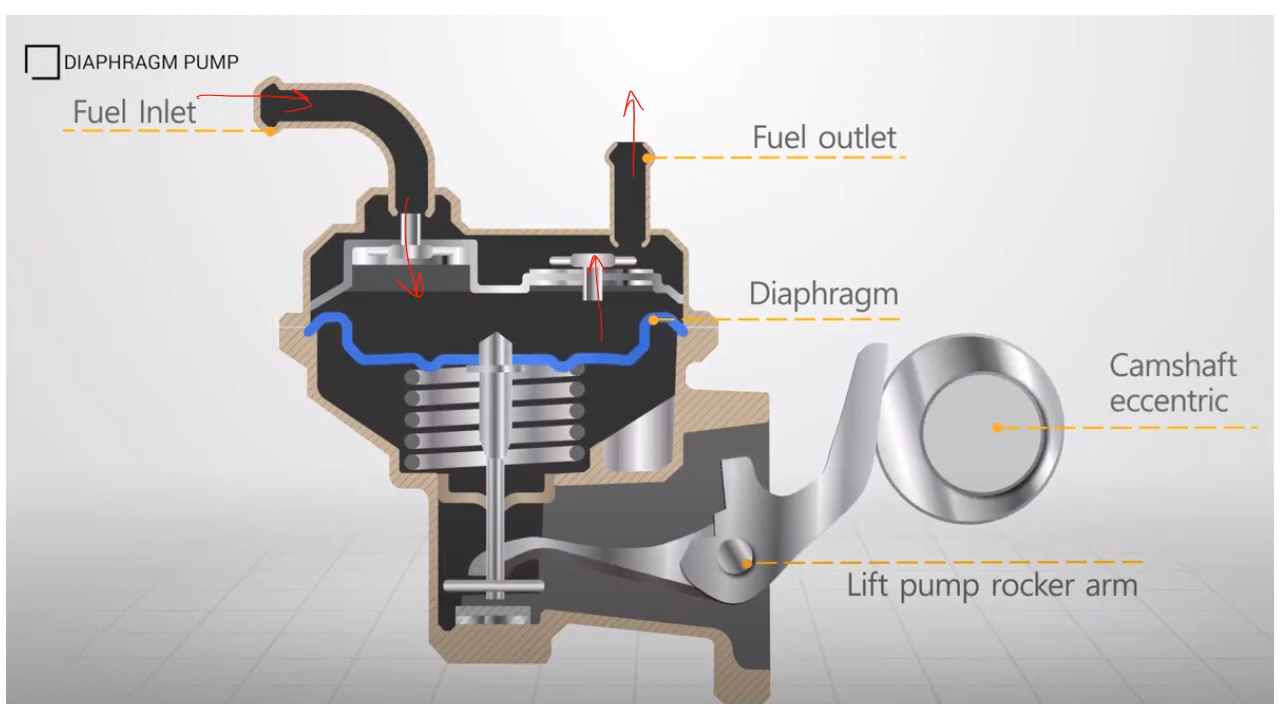 DIAPHRAGM PUMP
Fuel Inlet
Fuel outlet
Diaphragm
Camshaft
eccentric
Lift pump rocker arm